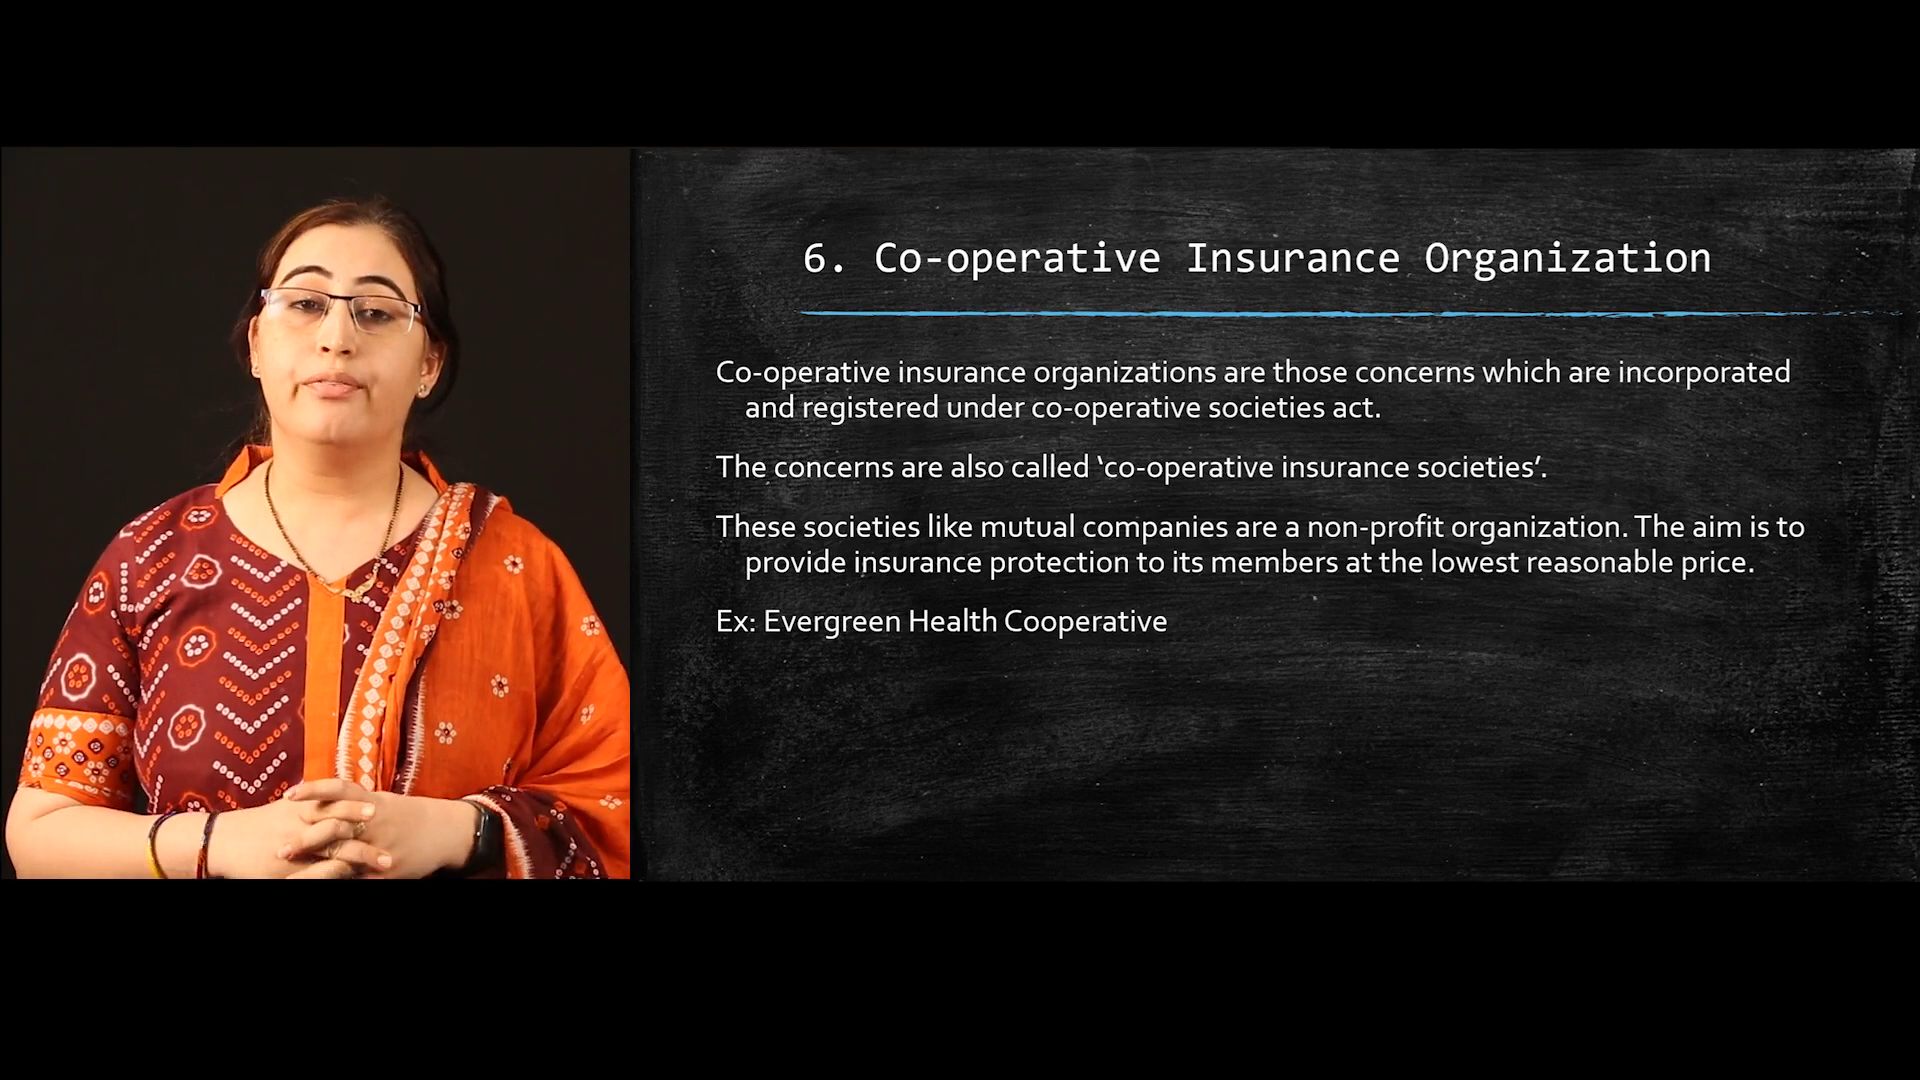 6. Co-operative Insurance Organization
Co-operative insurance organizations are those concerns which are incorporated
and registered under co-operative societies act.
The concerns are also called ‘co-operative insurance societies’.
These societies like mutual companies are a non-profit organization. The aim is to
provide insurance protection to its members at the lowest reasonable price.
Ex: Evergreen Health Cooperative